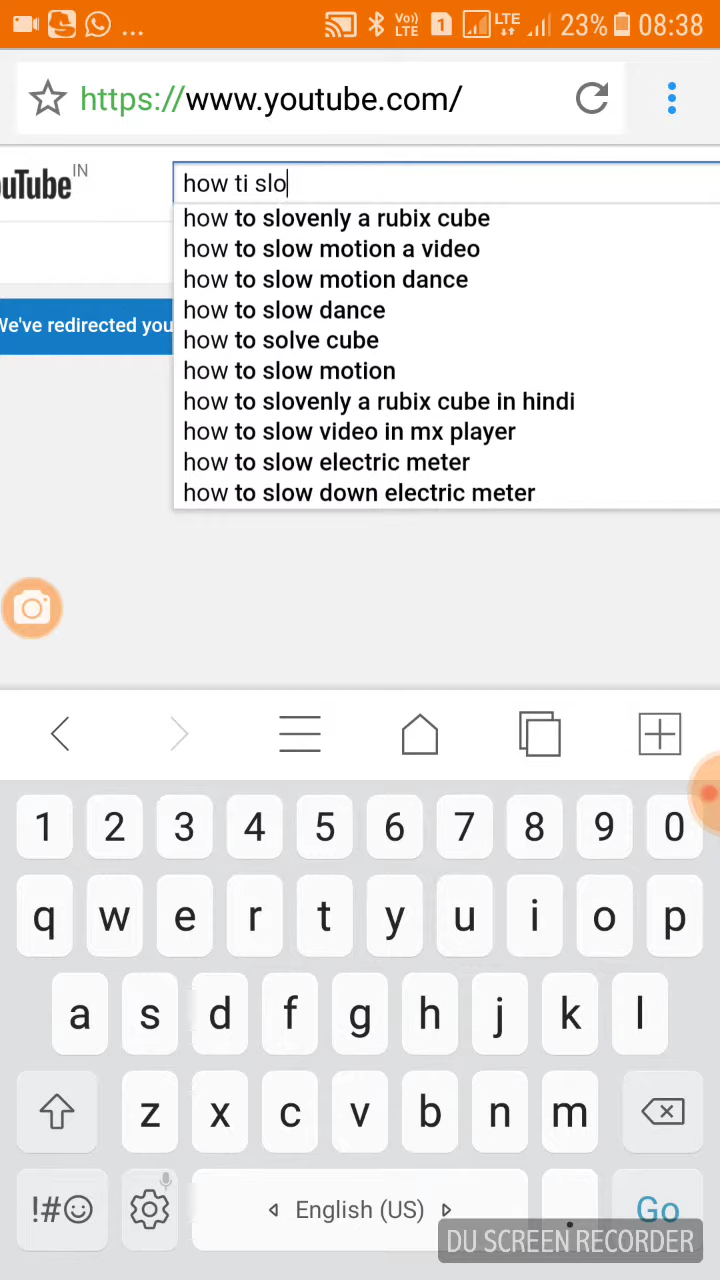 ... Vo) LTE 1 LTE 23% 08:38
https://www.youtube.com/
uTube IN
how ti slo
how to slovenly a rubix cube
how to slow motion a video
how to slow motion dance
how to slow dance
We've redirected you
how to solve cube
how to slow motion
how to slovenly a rubix cube in hindi
how to slow video in mx player
how to slow electric meter
how to slow down electric meter
1 2 3 4 5 6 7 8 9 0
q w e r t y u i o p
a s d f g h j k l
z x c v b n m
!#☺ English (US) . Go
DU SCREEN RECORDER